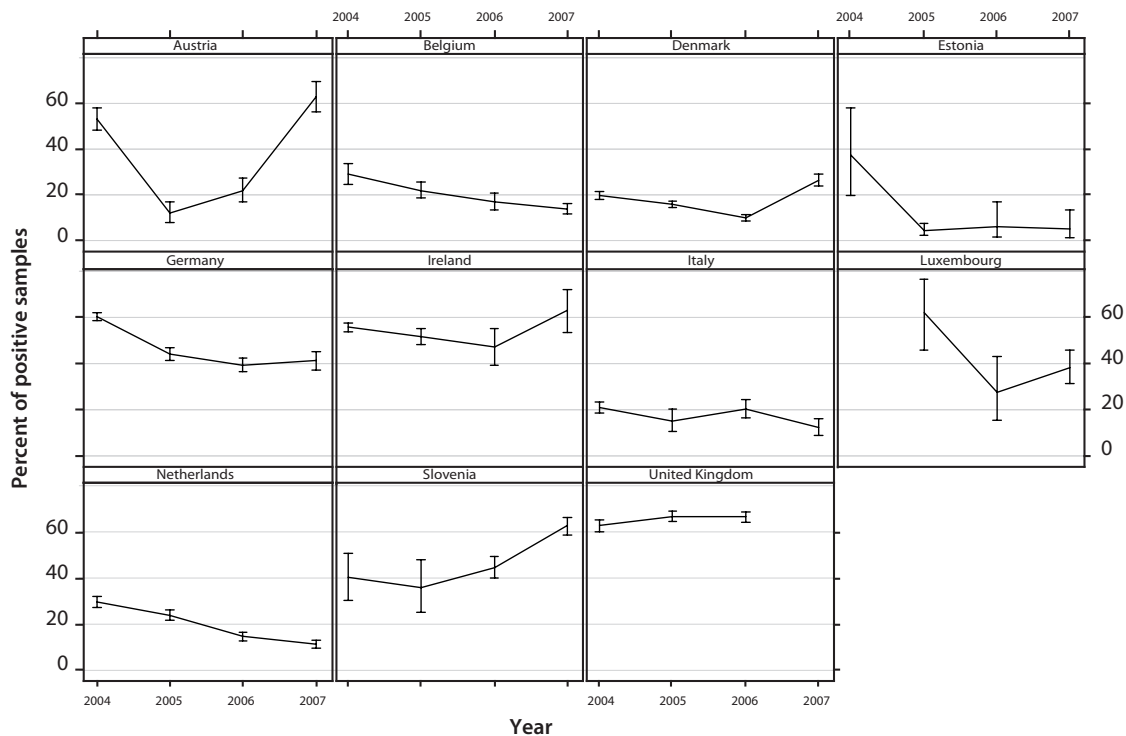 2004 2005 2006 2007 2004 2005 2006 2007
Austria Belgium Denmark Estonia
60
40
20
0
Germany Ireland Italy Luxembourg
60
40
20
0
Netherlands Slovenia United Kingdom
60
40
20
0
2004 2005 2006 2007 2004 2005 2006 2007
Year
Percent of positive samples